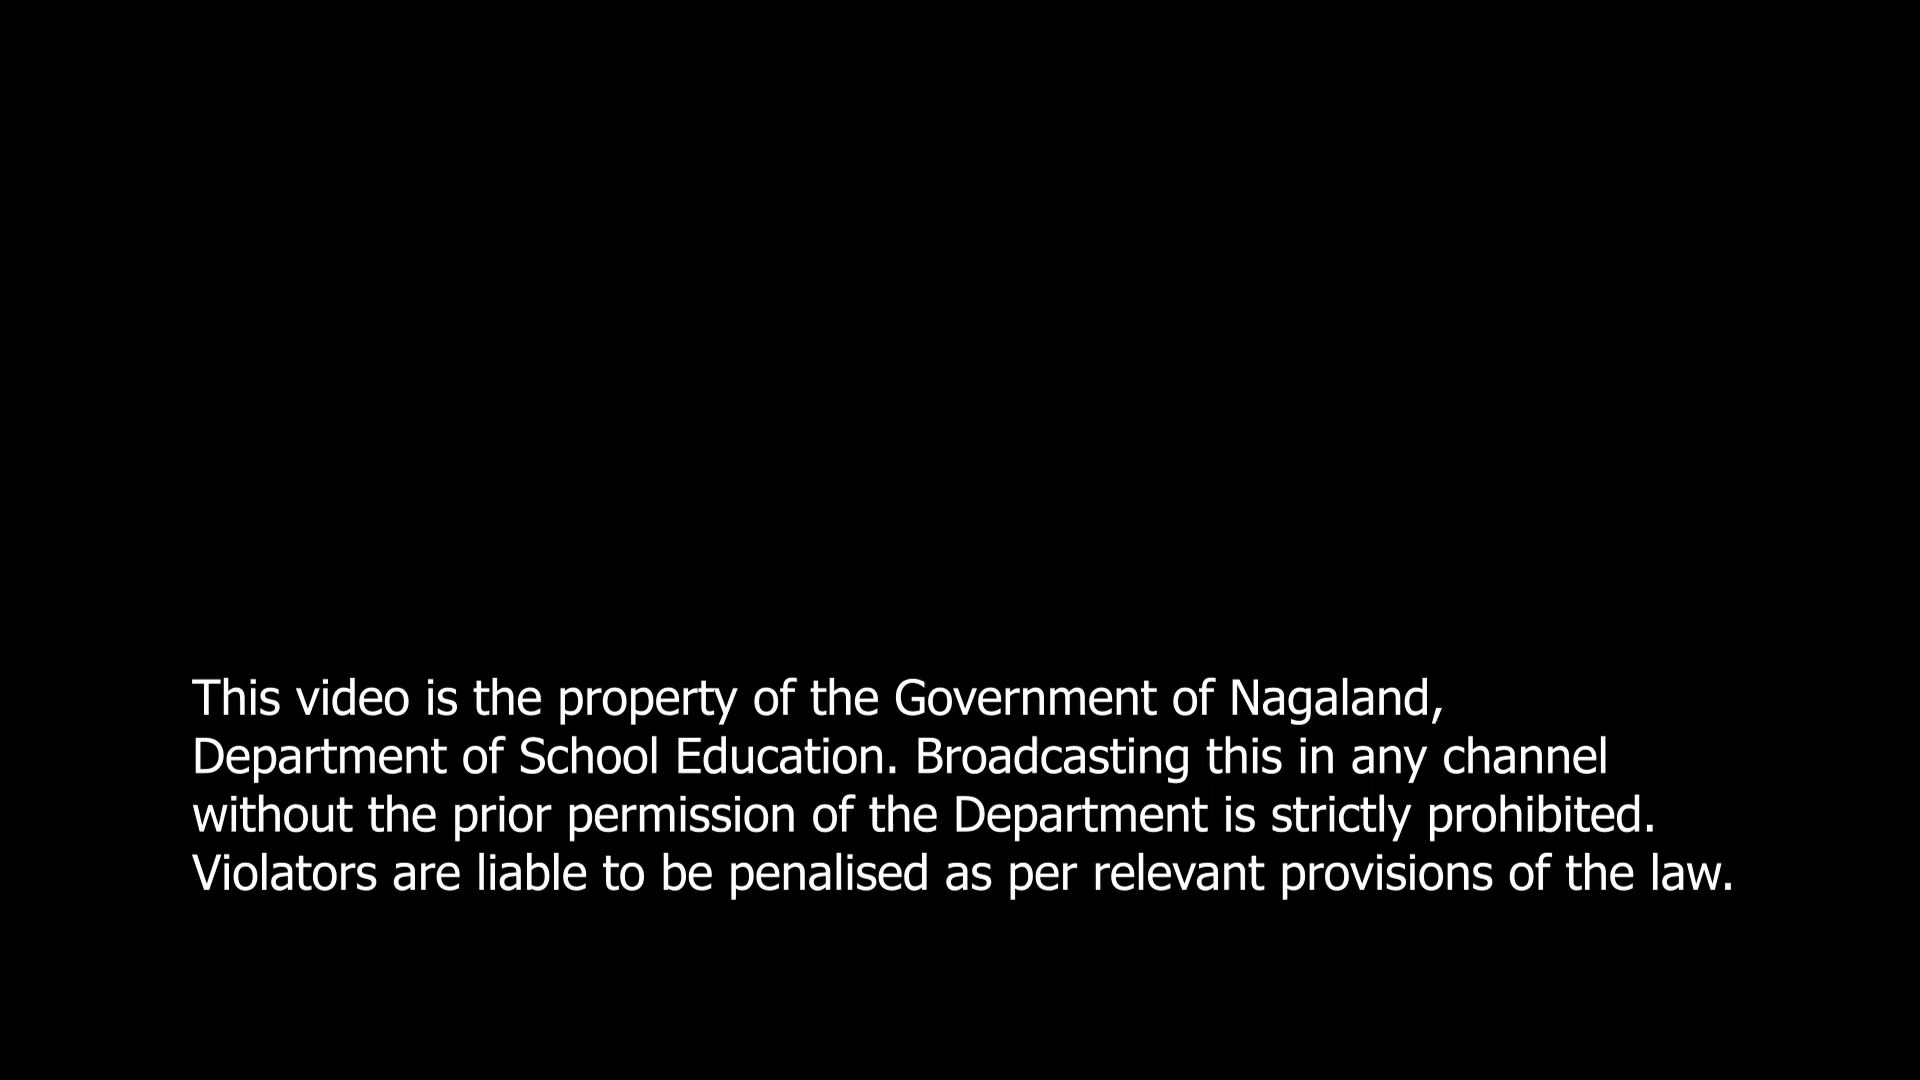 This video is the property of the Government of Nagaland,
Department of School Education. Broadcasting this in any channel
without the prior permission of the Department is strictly prohibited.
Violators are liable to be penalised as per relevant provisions of the law.